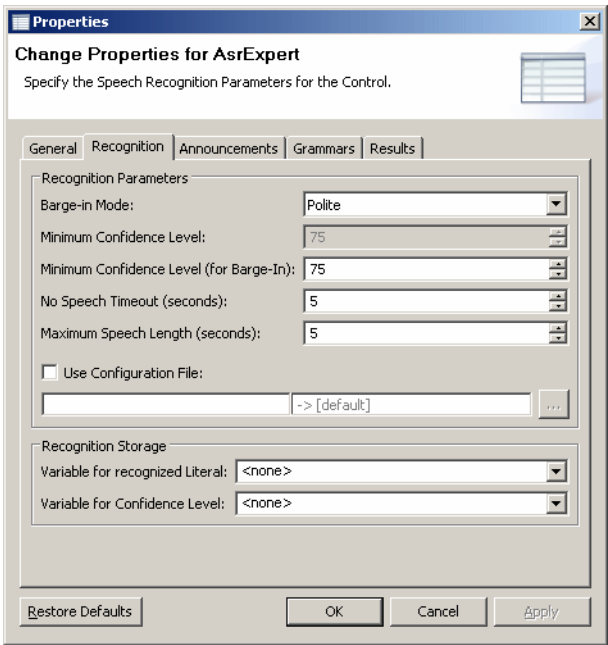 Properties
Change Properties for AsrExpert
Specify the Speech Recognition Parameters for the Control.
General Recognition Announcements Grammars Results
Recognition Parameters
Barge-in Mode: Polite
Minimum Confidence Level: 75
Minimum Confidence Level (for Barge-In): 75
No Speech Timeout (seconds): 5
Maximum Speech Length (seconds): 5
Use Configuration File:
-> [default] ...
Recognition Storage
Variable for recognized Literal: <none>
Variable for Confidence Level: <none>
Restore Defaults OK Cancel Apply